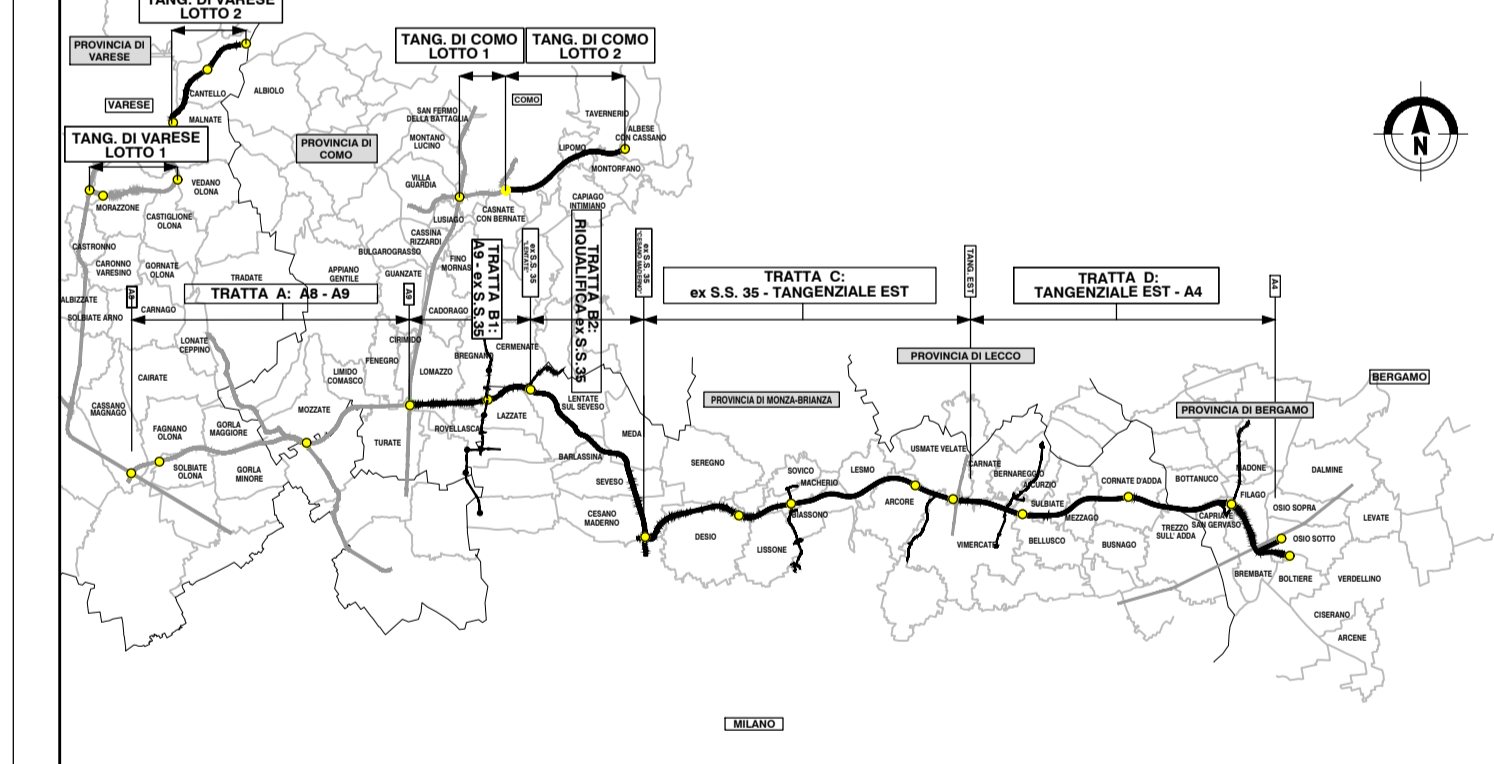 TANG. DI VARESE
LOTTO 2
PROVINCIA DI
VARESE
VARESE
CANTELLO
ALBIOLO
MALNATE
TANG. DI VARESE
LOTTO 1
PROVINCIA DI
COMO
TANG. DI COMO
LOTTO 1
TANG. DI COMO
LOTTO 2
COMO
SAN FERMO
DELLA BATTAGLIA
MONTANO
LUCINO
VILLA
GUARDIA
TAVERNERIO
ALBESE
CON CASSANO
LIPOMO
MONTORFANO
CAPIAGO
INTIMIANO
LUSIAGO
CASNATE
CON BERNATE
CASSINA
RIZZARDI
BULGAROGRASSO
FINO
MORNAS
GUANZATE
APPIANO
GENTILE
VEDANO
OLONA
MORAZZONE
CASTIGLIONE
OLONA
CASTRONNO
CARONNO
VARESINO
GORNATE
OLONA
TRADATE
ALBIZZATE
SOLBIATE ARNO
CARNAGO
A8
TRATTA A: A8 - A9
A9
TRATTA B1:
A9 - ex S.S.35
ex S.S. 35
"LENTATE"
TRATTA B2:
RIQUALIFICA ex S.S.35
ex S.S. 35
"CESANO MADERNO"
TRATTA C:
ex S.S. 35 - TANGENZIALE EST
TANG. EST
TRATTA D:
TANGENZIALE EST - A4
A4
N
CADORAGO
LONATE
CEPPINO
CIRIMIDO
FENEGRO
BREGNANO
CERMENATE
LIMIDO
COMASCO
LOMAZZO
CAIRATE
CASSANO
MAGNAGO
MOZZATE
FAGNANO
OLONA
GORLA
MAGGIORE
SOLBIATE
OLONA
GORLA
MINORE
TURATE
ROVELLASCA
LAZZATE
LENTATE
SUL SEVESO
MEDA
BARLASSINA
SEVESO
CESANO
MADERNO
PROVINCIA DI MONZA-BRIANZA
PROVINCIA DI LECCO
BERGAMO
PROVINCIA DI BERGAMO
SEREGNO
SOVICO
MACHERIO
LESMO
BIASSONO
DESIO
LISSONE
USMATE VELATE
CARNATE
BERNAREGGIO
AICURZIO
ARCORE
SULBIATE
MEZZAGO
VIMERCATE
BELLUSCO
CORNATE D'ADDA
BUSNAGO
BOTTANUCO
TREZZO
SULL' ADDA
MADONE
FILAGO
CAPRIATE
SAN GERVASO
DALMINE
OSIO SOPRA
LEVATE
OSIO SOTTO
BREMBATE
BOLTIERE
VERDELLINO
CISERANO
ARCENE
MILANO